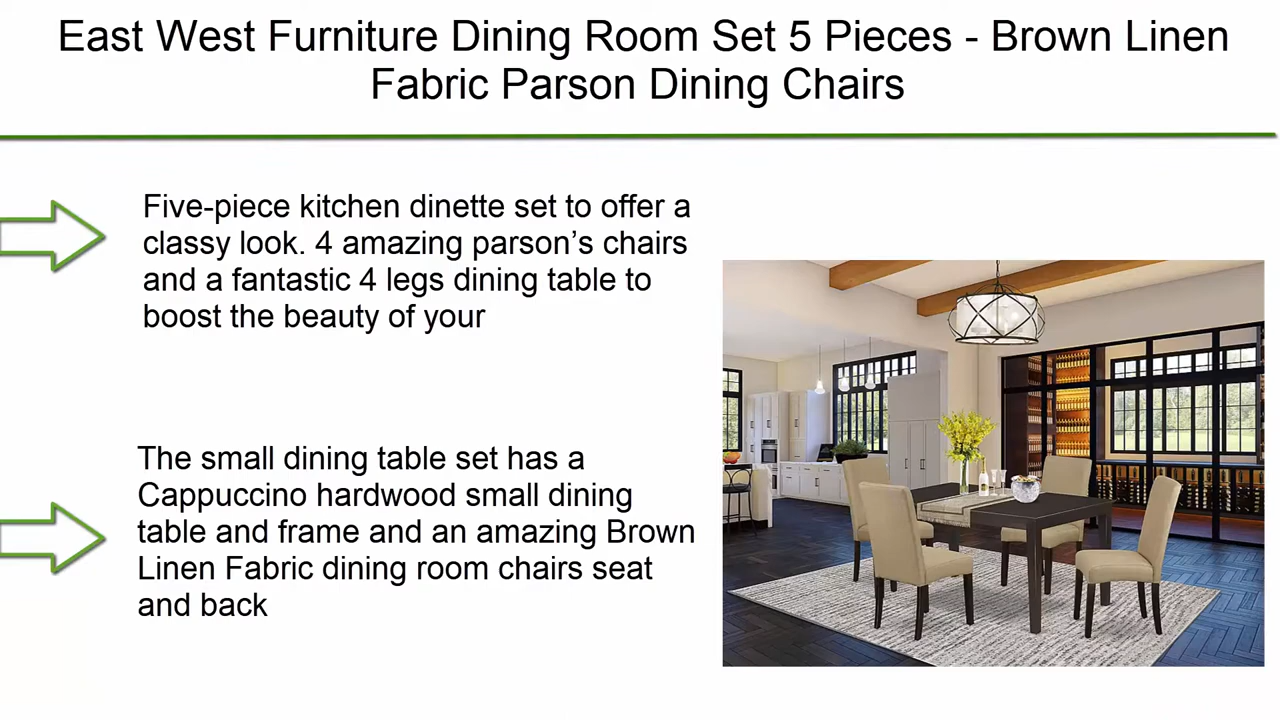 East West Furniture Dining Room Set 5 Pieces - Brown Linen
Fabric Parson Dining Chairs
Five-piece kitchen dinette set to offer a
classy look. 4 amazing parson’s chairs
and a fantastic 4 legs dining table to
boost the beauty of your
The small dining table set has a
Cappuccino hardwood small dining
table and frame and an amazing Brown
Linen Fabric dining room chairs seat
and back